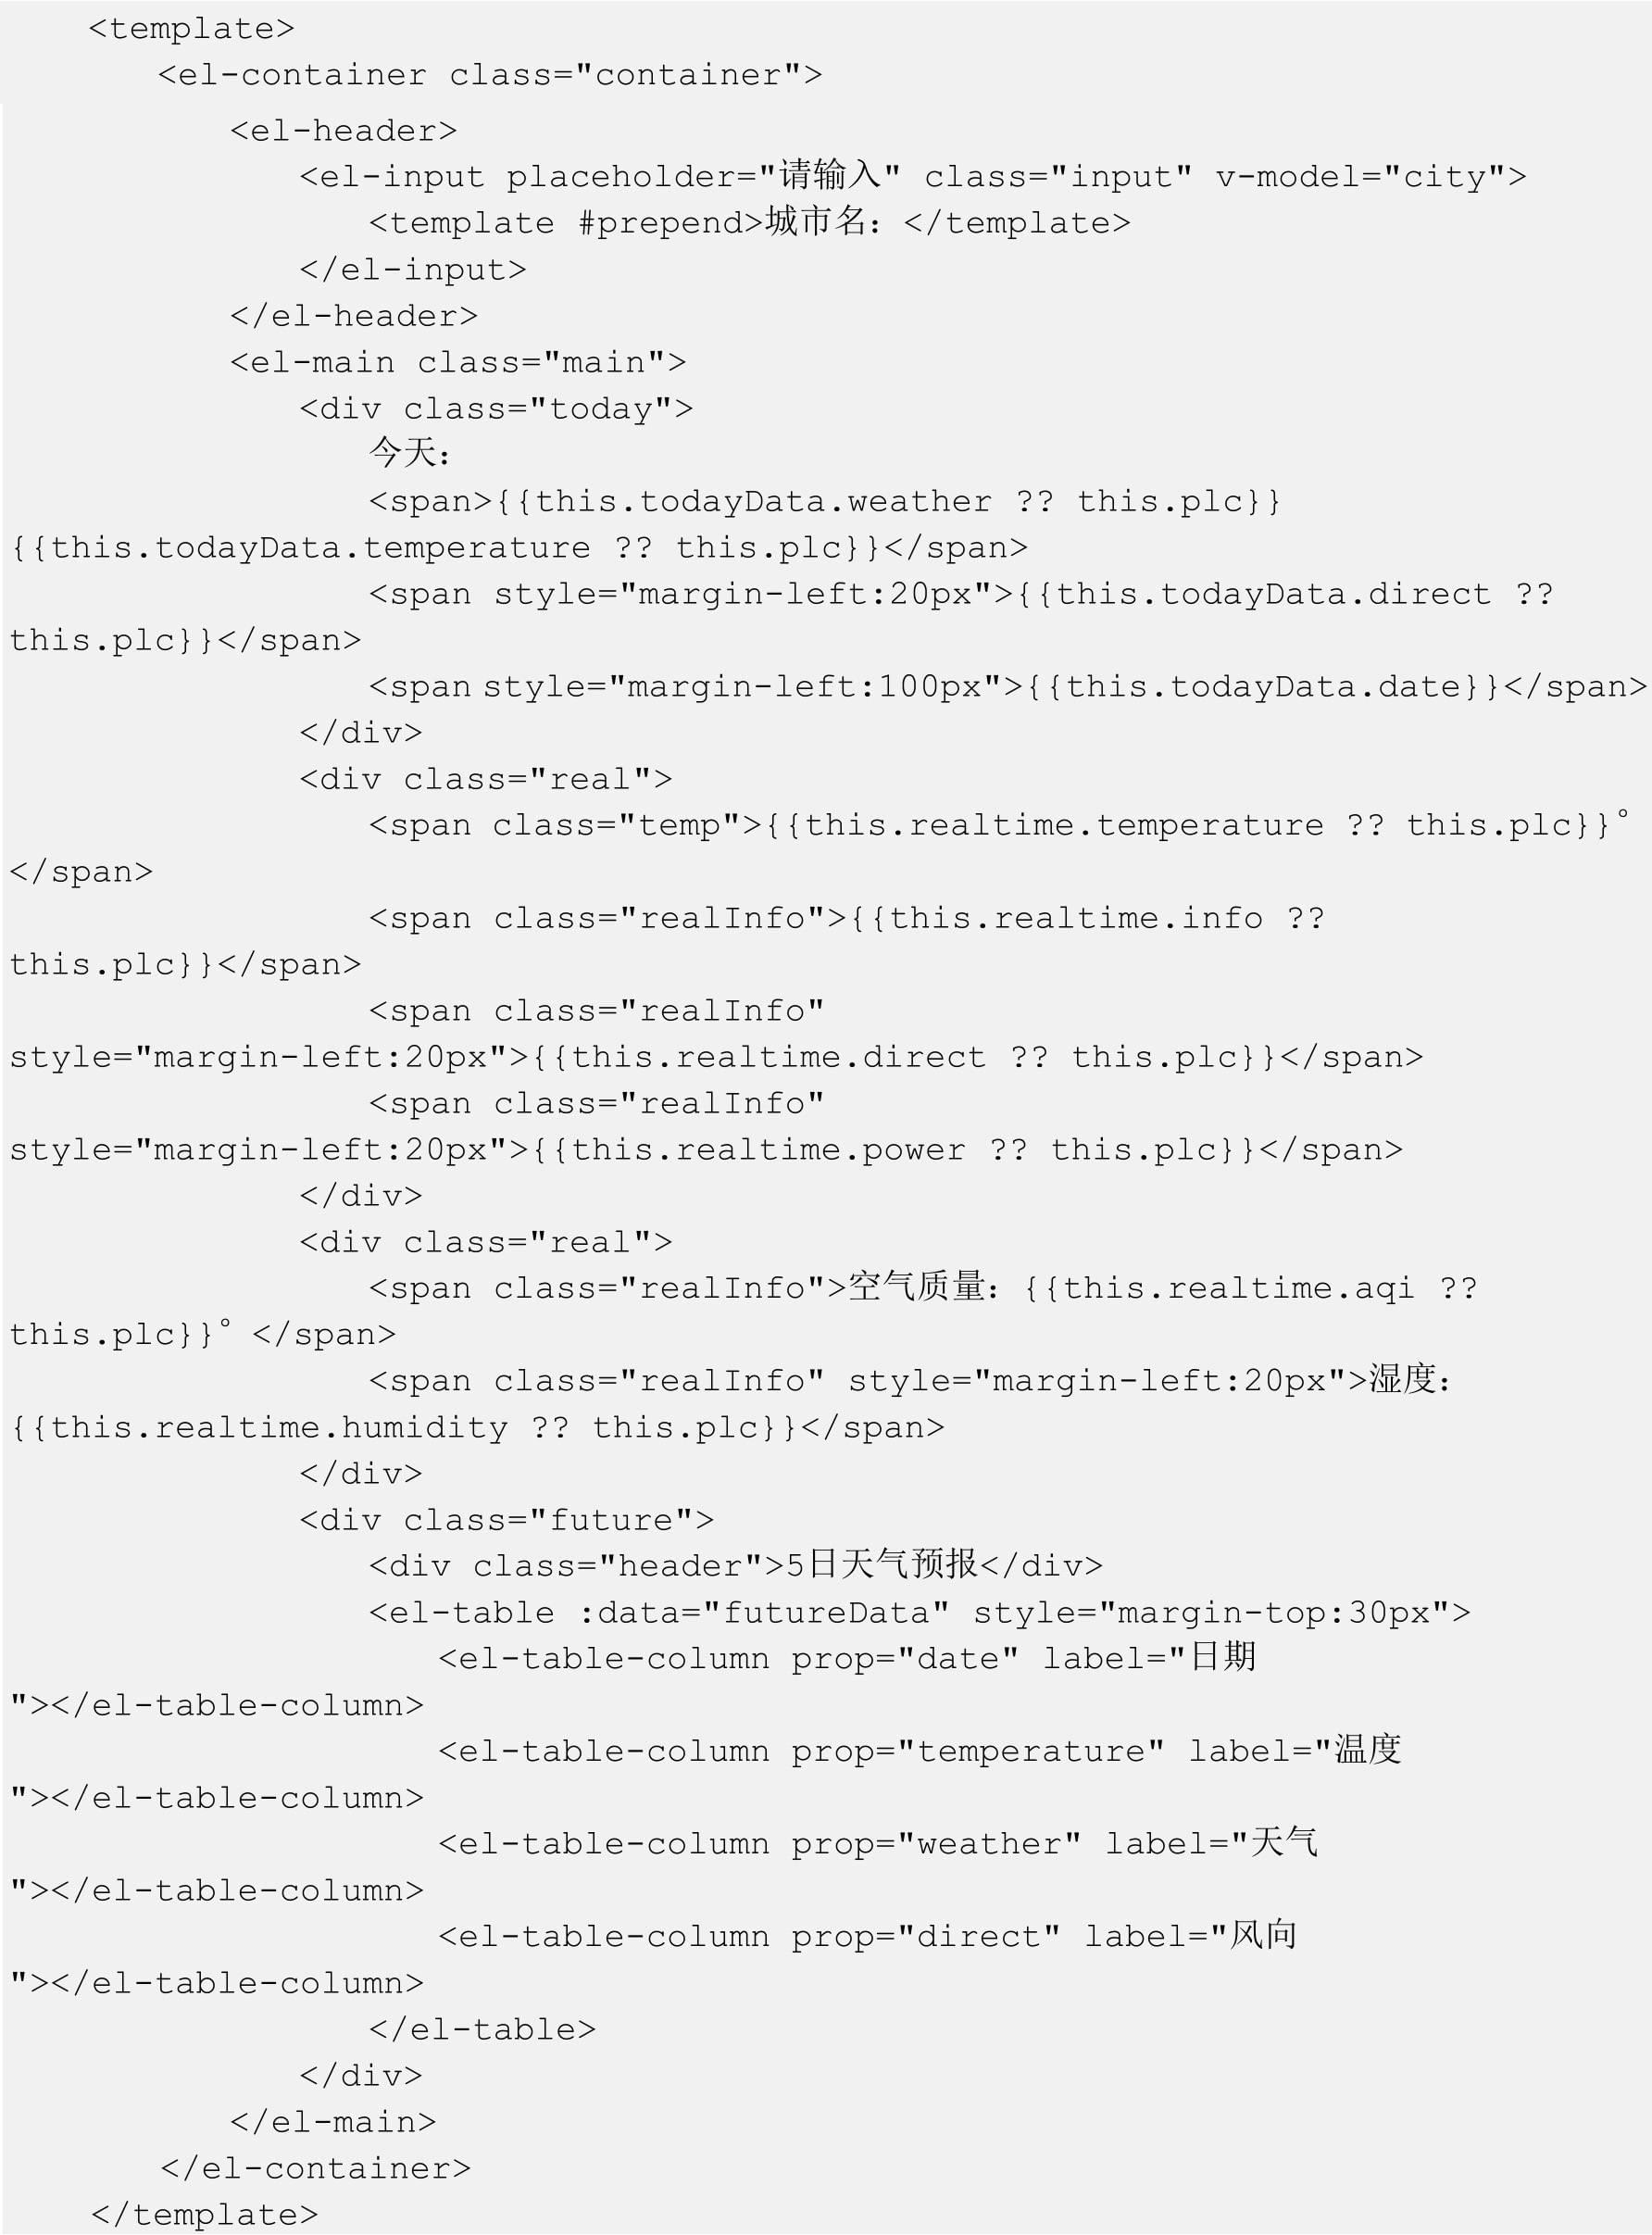 <template>
<el-container class="container">
<el-header>
<el-input placeholder="请输入" class="input" v-model="city">
<template #prepend>城市名：</template>
</el-input>
</el-header>
<el-main class="main">
<div class="today">
今天：
<span>{{this.todayData.weather ?? this.plc}}
{{this.todayData.temperature ?? this.plc}}</span>
<span style="margin-left:20px">{{this.todayData.direct ??
this.plc}}</span>
<span style="margin-left:100px">{{this.todayData.date}}</span>
</div>
<div class="real">
<span class="temp">{{this.realtime.temperature ?? this.plc}}°
</span>
<span class="realInfo">{{this.realtime.info ??
this.plc}}</span>
<span class="realInfo"
style="margin-left:20px">{{this.realtime.direct ?? this.plc}}</span>
<span class="realInfo"
style="margin-left:20px">{{this.realtime.power ?? this.plc}}</span>
</div>
<div class="real">
<span class="realInfo">空气质量：{{this.realtime.aqi ??
this.plc}}° </span>
<span class="realInfo" style="margin-left:20px">湿度：
{{this.realtime.humidity ?? this.plc}}</span>
</div>
<div class="future">
<div class="header">5日天气预报</div>
<el-table :data="futureData" style="margin-top:30px">
<el-table-column prop="date" label="日期
"></el-table-column>
<el-table-column prop="temperature" label="温度
"></el-table-column>
<el-table-column prop="weather" label="天气
"></el-table-column>
<el-table-column prop="direct" label="风向
"></el-table-column>
</el-table>
</div>
</el-main>
</el-container>
</template>